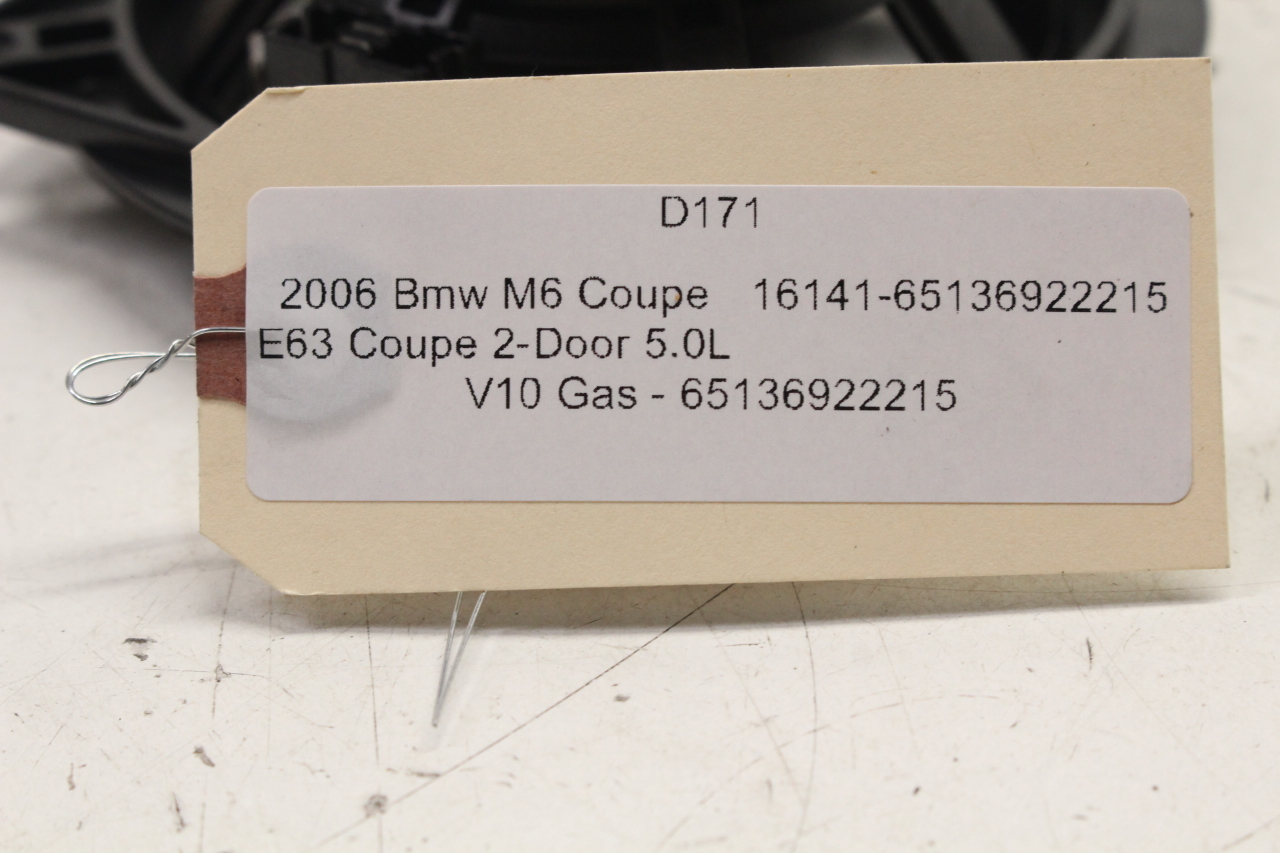 D171
2006 Bmw M6 Coupe 16141-65136922215
E63 Coupe 2-Door 5.0L
V10 Gas - 65136922215